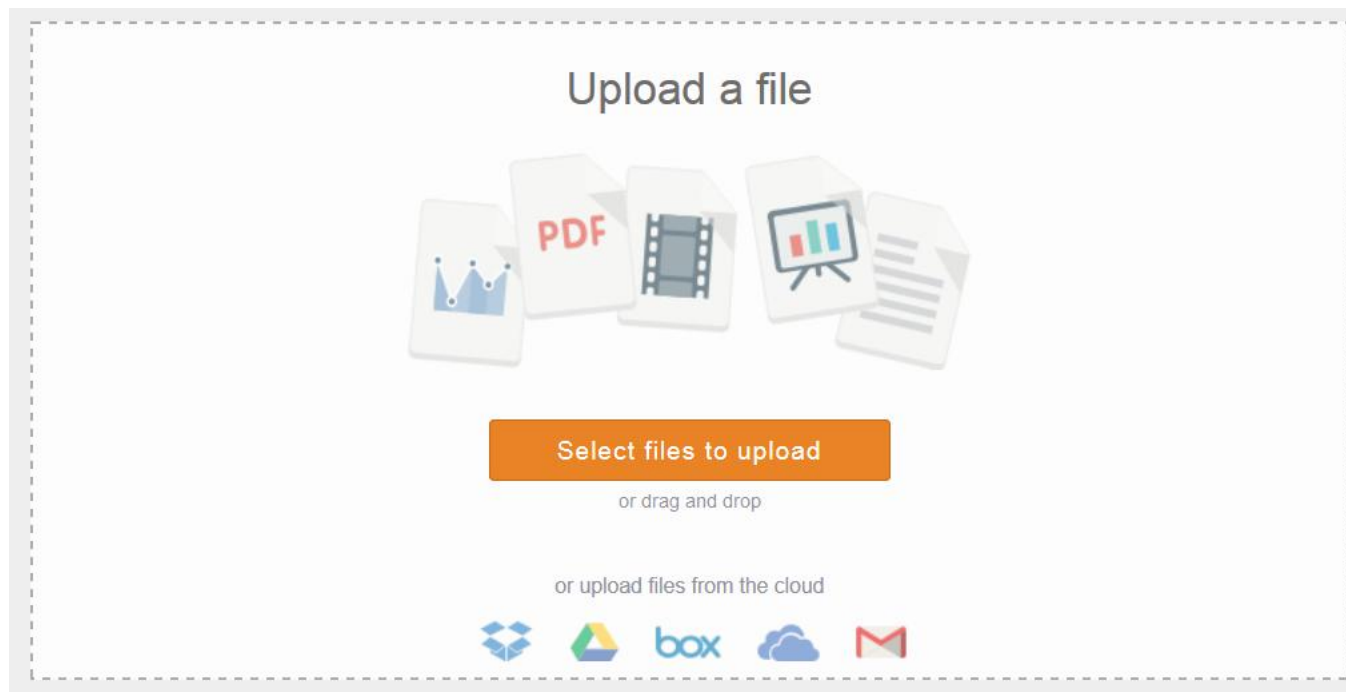 Upload a file
PDF
Select files to upload
or drag and drop
or upload files from the cloud
box